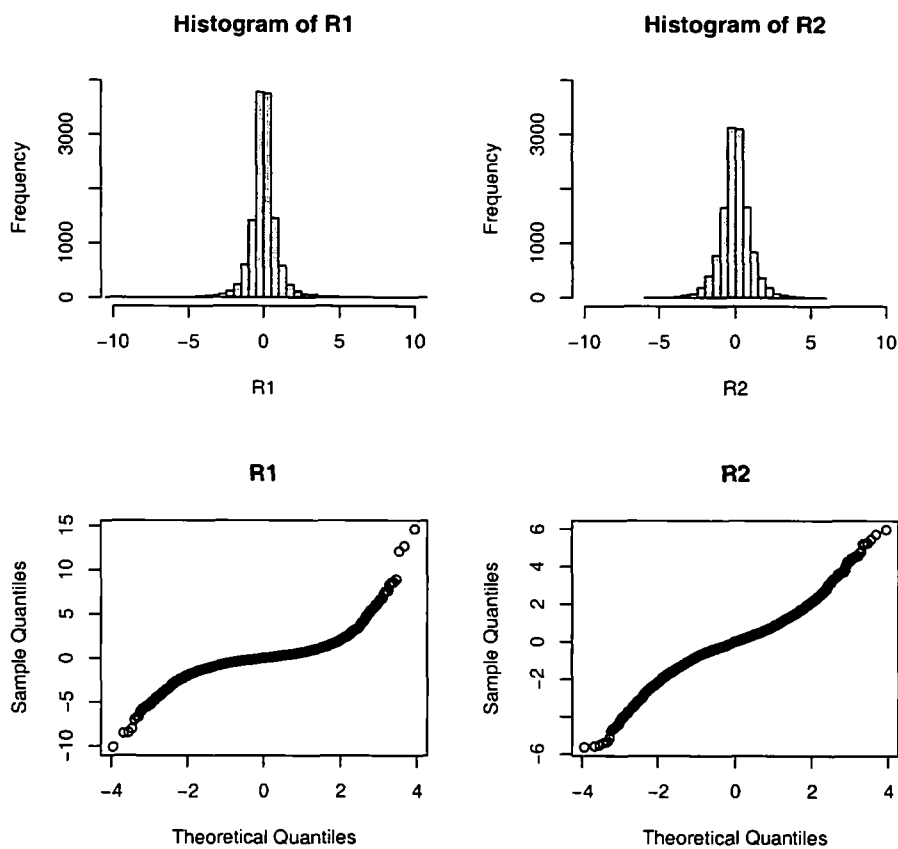 Histogram of R1
Frequency
0 1000 3000
-10 -5 0 5 10
R1
Histogram of R2
Frequency
0 1000 3000
-10 -5 0 5 10
R2
R1
Sample Quantiles
-10 -5 0 5 10 15
-4 -2 0 2 4
Theoretical Quantiles
R2
Sample Quantiles
-6 -2 0 2 4 6
-4 -2 0 2 4
Theoretical Quantiles